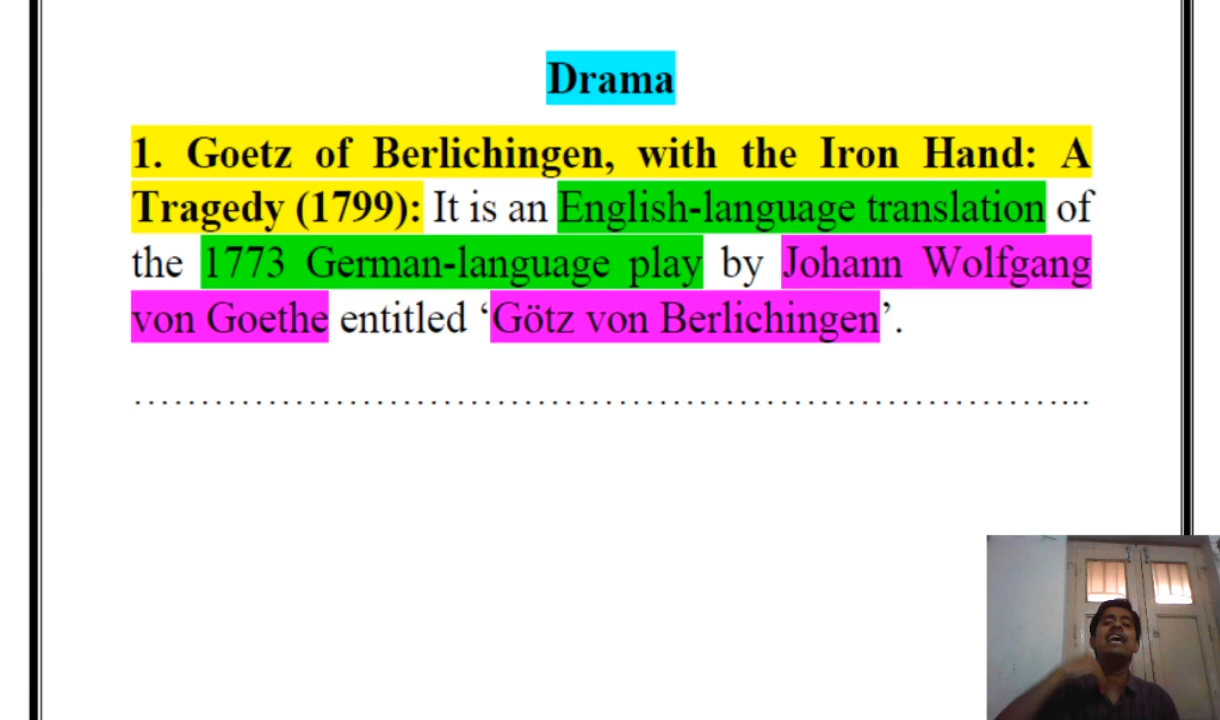 Drama
1. Goetz of Berlichingen, with the Iron Hand: A
Tragedy (1799): It is an English-language translation of
the 1773 German-language play by Johann Wolfgang
von Goethe entitled ‘Götz von Berlichingen’.
…………………………………………………………...